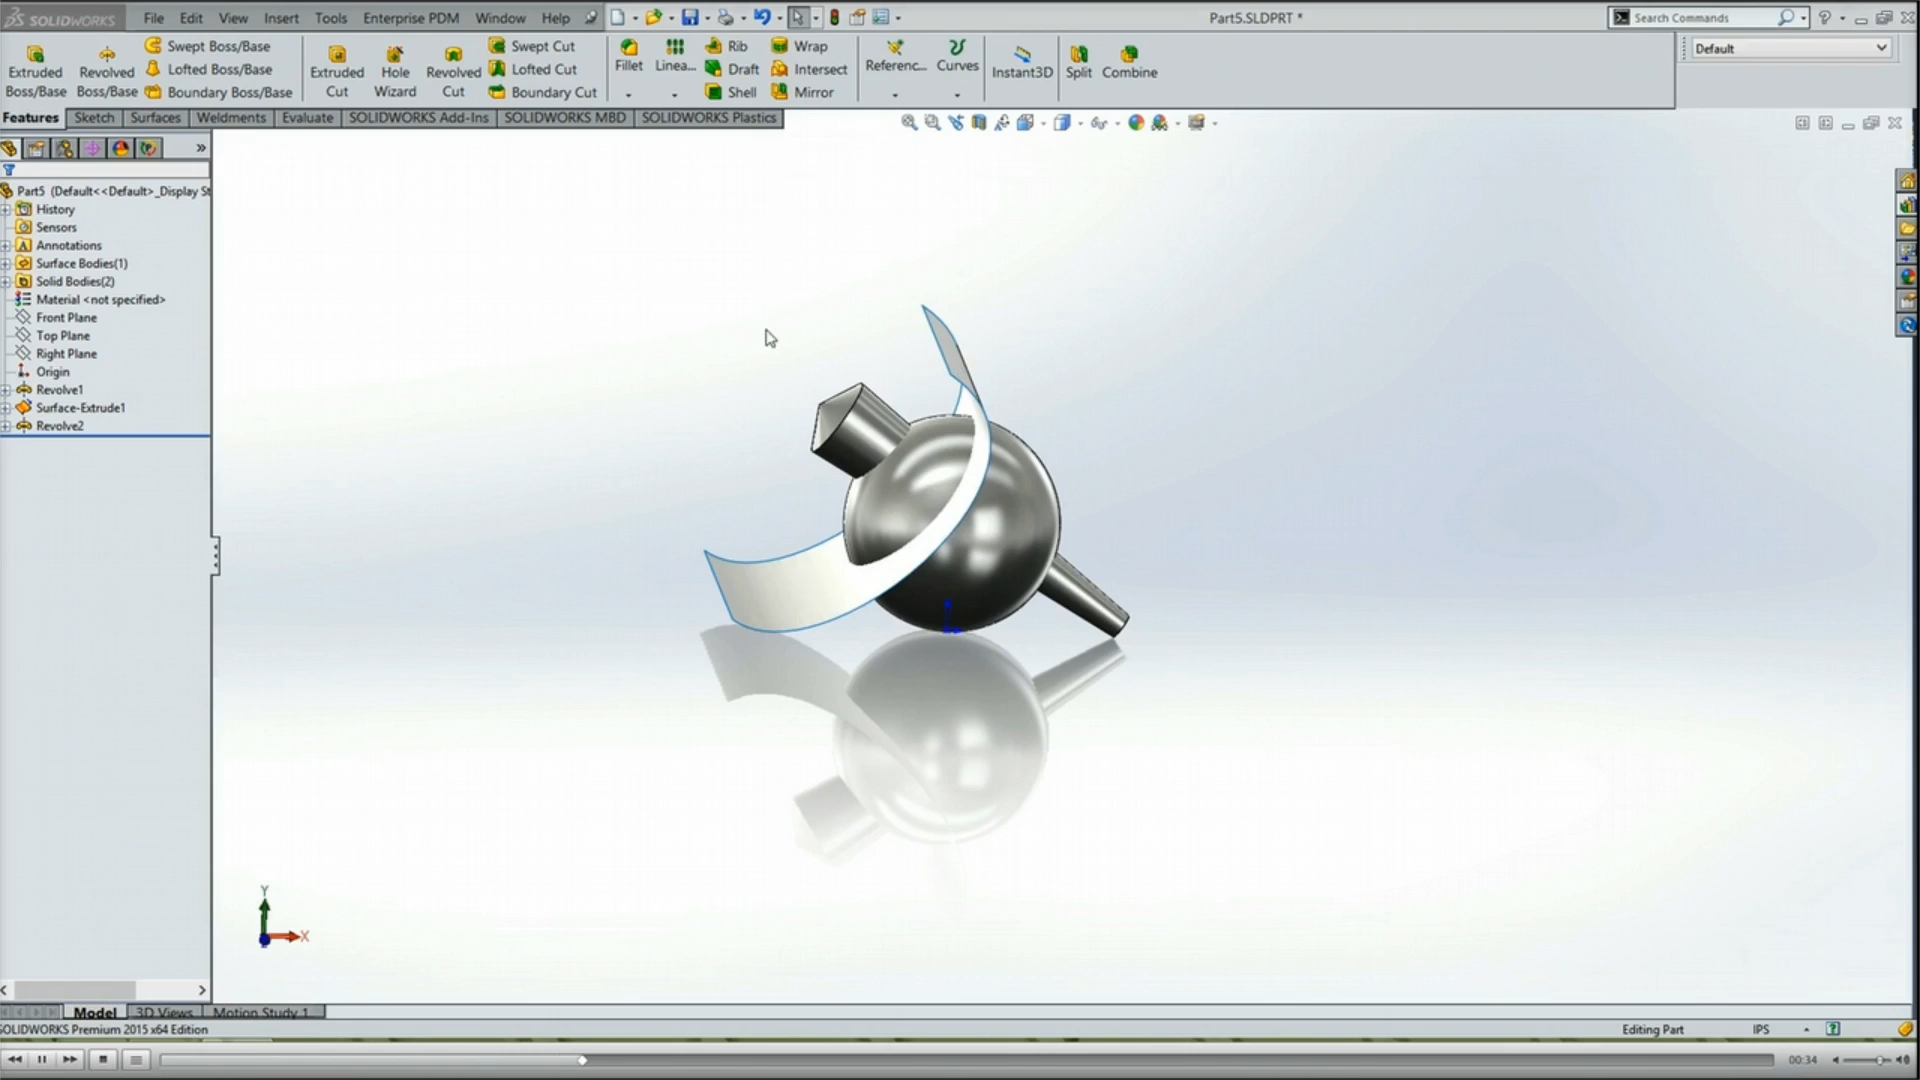 SOLIDWORKS File Edit View Insert Tools Enterprise PDM Window Help Part5.SLDPRT * Search Commands ?
Extruded Boss/Base
Revolved Boss/Base
Swept Boss/Base
Lofted Boss/Base
Boundary Boss/Base
Extruded Cut
Hole Wizard
Revolved Cut
Swept Cut
Lofted Cut
Boundary Cut
Fillet
Linea...
Rib
Draft
Shell
Wrap
Intersect
Mirror
Referenc...
Curves
Instant3D
Split
Combine
Default
Features Sketch Surfaces Weldments Evaluate SOLIDWORKS Add-Ins SOLIDWORKS MBD SOLIDWORKS Plastics
»
Part5 (Default<<Default>_Display St
History
Sensors
Annotations
Surface Bodies(1)
Solid Bodies(2)
Material <not specified>
Front Plane
Top Plane
Right Plane
Origin
Revolve1
Surface-Extrude1
Revolve2
Y
X
Model 3D Views Motion Study 1
SOLIDWORKS Premium 2015 x64 Edition Editing Part IPS ?
00:34